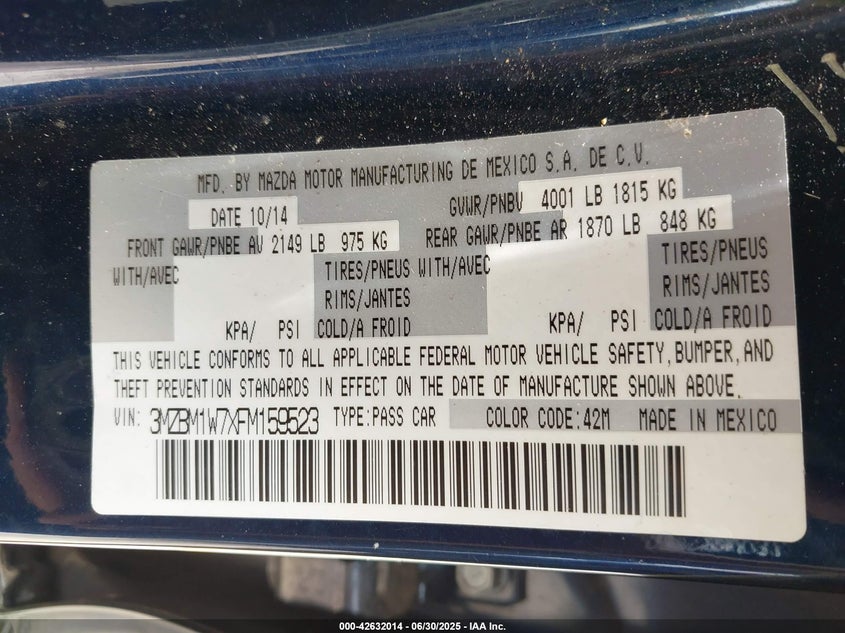 MFD. BY MAZDA MOTOR MANUFACTURING DE MEXICO S.A. DE C.V.
DATE 10/14 GVWR/PNBV 4001 LB 1815 KG
FRONT GAWR/PNBE AV 2149 LB 975 KG REAR GAWR/PNBE AR 1870 LB 848 KG
WITH/AVEC TIRES/PNEUS WITH/AVEC TIRES/PNEUS
RIMS/JANTES RIMS/JANTES
KPA/ PSI COLD/A FROID KPA/ PSI COLD/A FROID
THIS VEHICLE CONFORMS TO ALL APPLICABLE FEDERAL MOTOR VEHICLE SAFETY, BUMPER, AND
THEFT PREVENTION STANDARDS IN EFFECT ON THE DATE OF MANUFACTURE SHOWN ABOVE.
VIN: 3MZBM1W7XFM159523 TYPE:PASS CAR COLOR CODE:42M MADE IN MEXICO
000-42632014 - 06/30/2025 - IAA Inc.